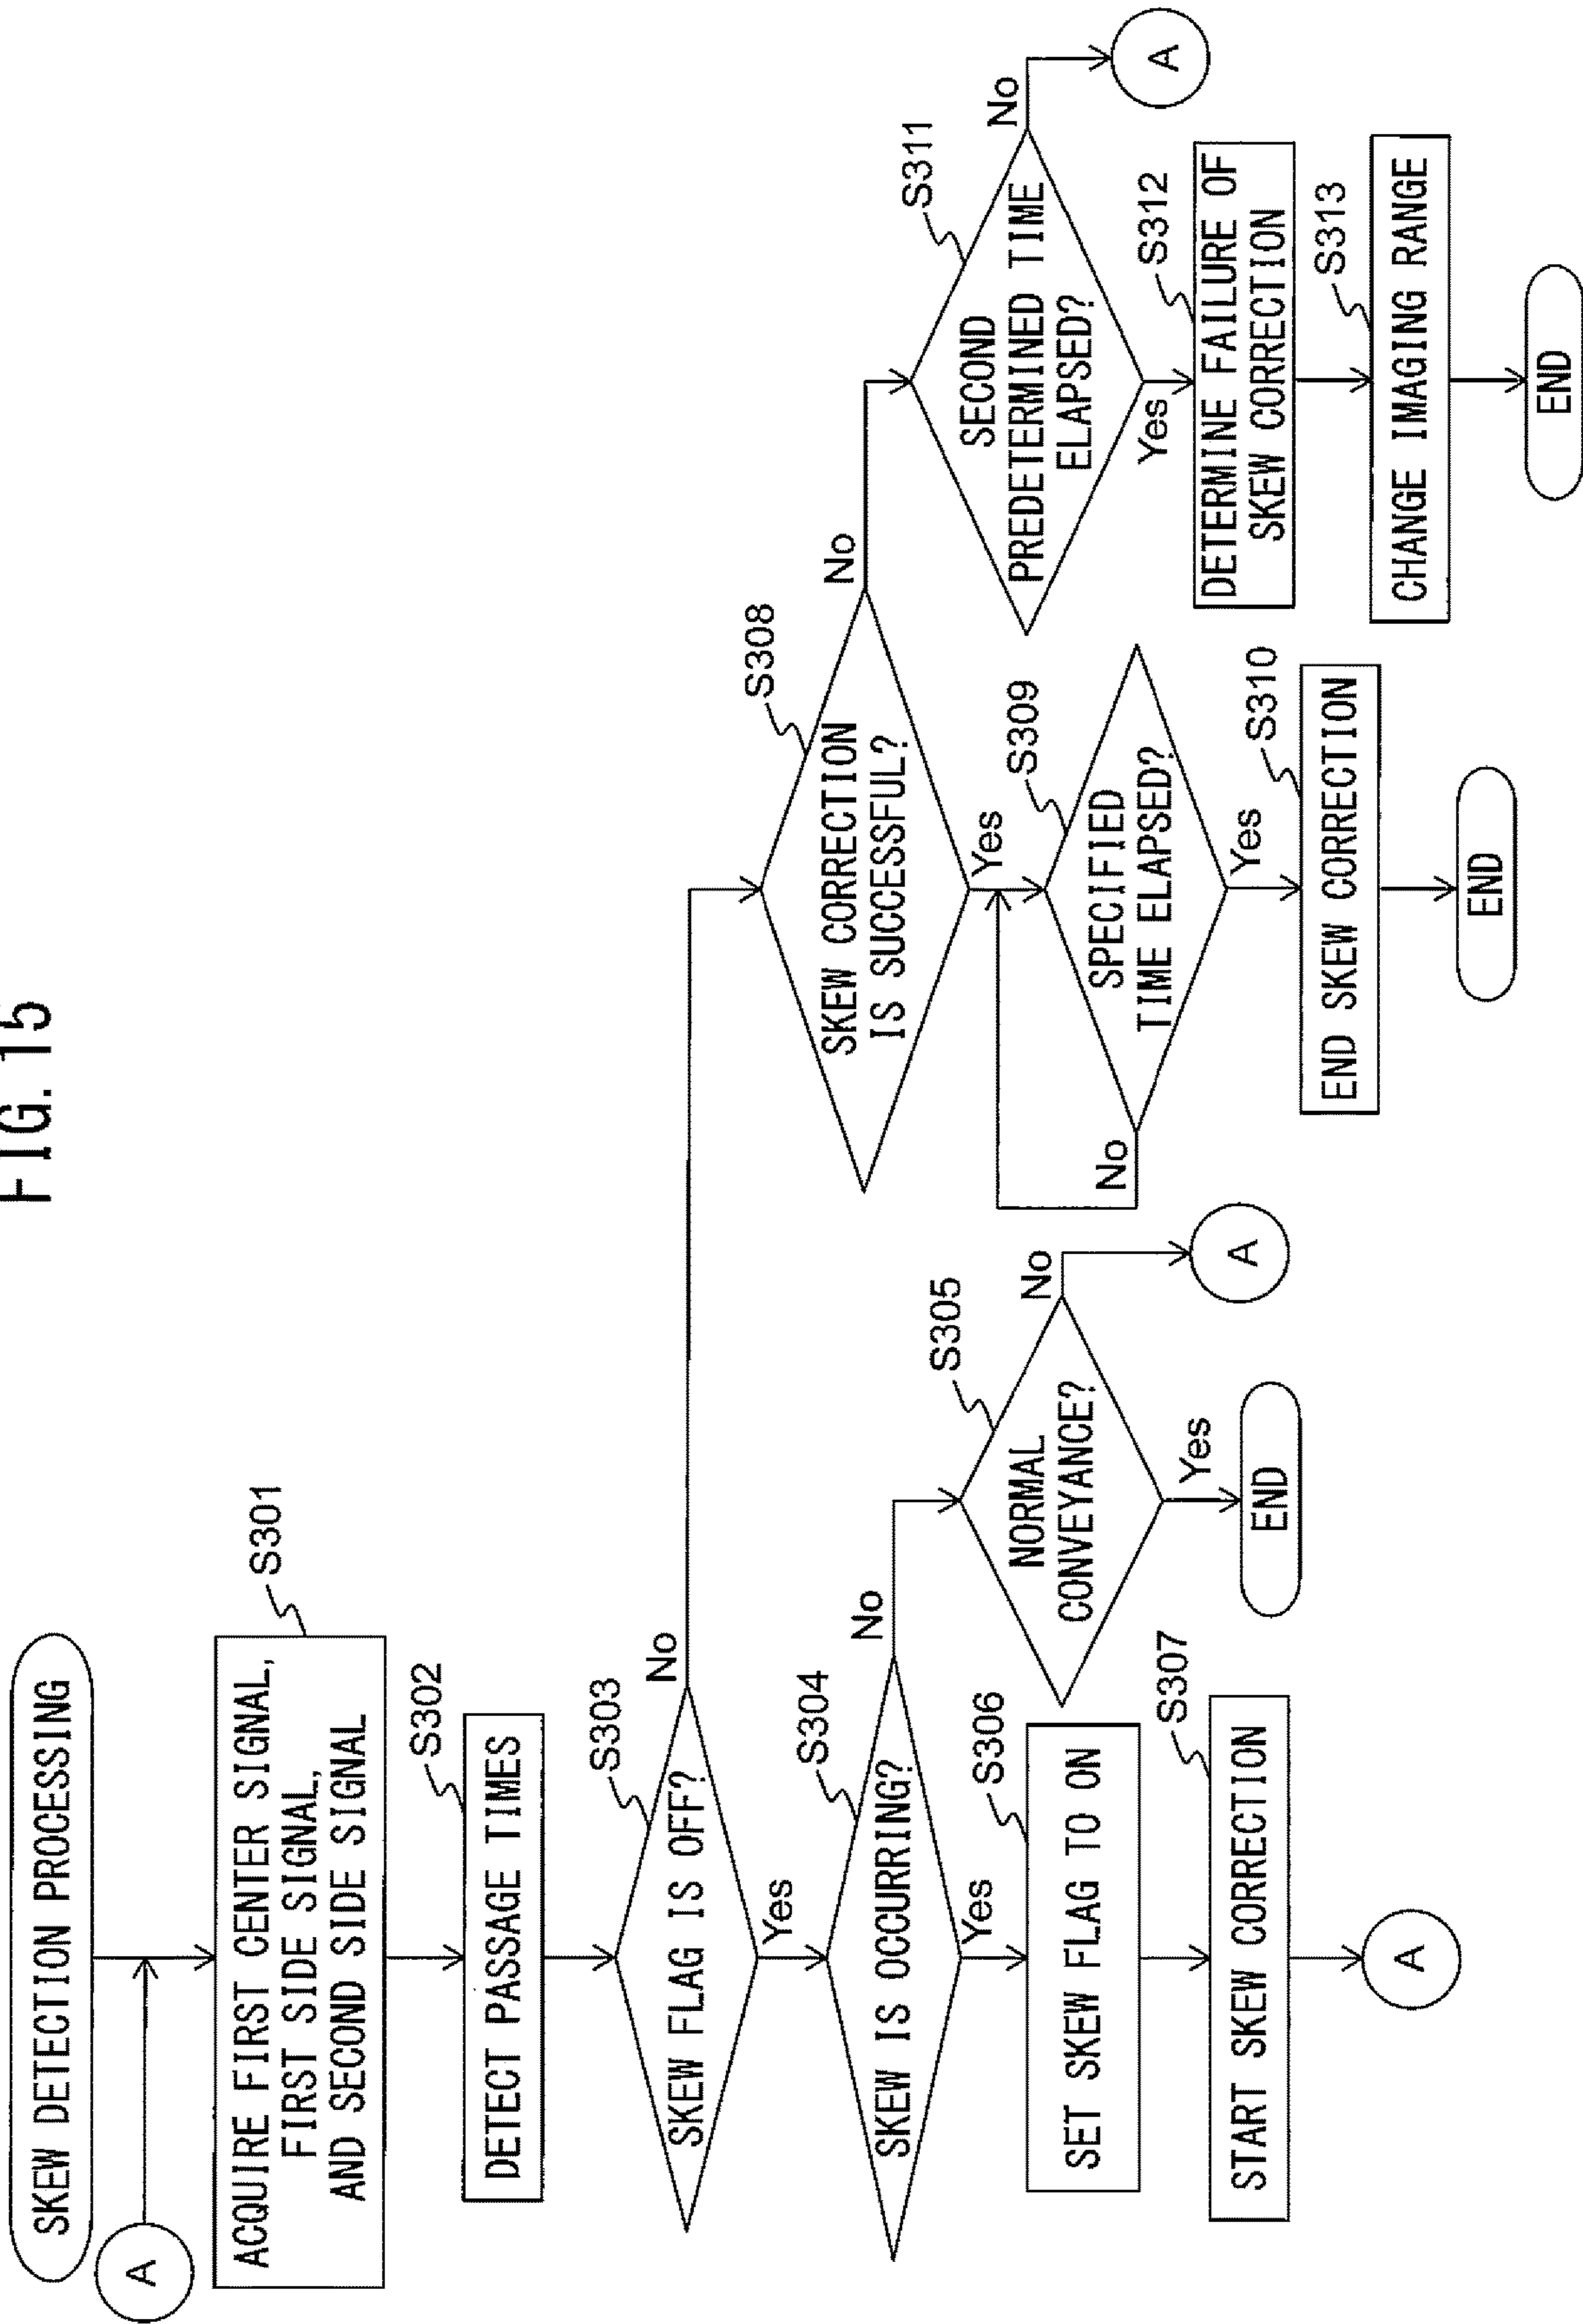 FIG. 15
SKEW DETECTION PROCESSING
A
ACQUIRE FIRST CENTER SIGNAL,
FIRST SIDE SIGNAL,
AND SECOND SIDE SIGNAL
S301
DETECT PASSAGE TIMES
S302
SKEW FLAG IS OFF?
S303
No
Yes
SKEW IS OCCURRING?
S304
No
Yes
NORMAL
CONVEYANCE?
S305
No
A
Yes
END
SET SKEW FLAG TO ON
S306
START SKEW CORRECTION
S307
A
SKEW CORRECTION
IS SUCCESSFUL?
S308
No
Yes
SPECIFIED
TIME ELAPSED?
S309
No
Yes
END SKEW CORRECTION
S310
END
SECOND
PREDETERMINED TIME
ELAPSED?
S311
No
A
Yes
DETERMINE FAILURE OF
SKEW CORRECTION
S312
CHANGE IMAGING RANGE
S313
END